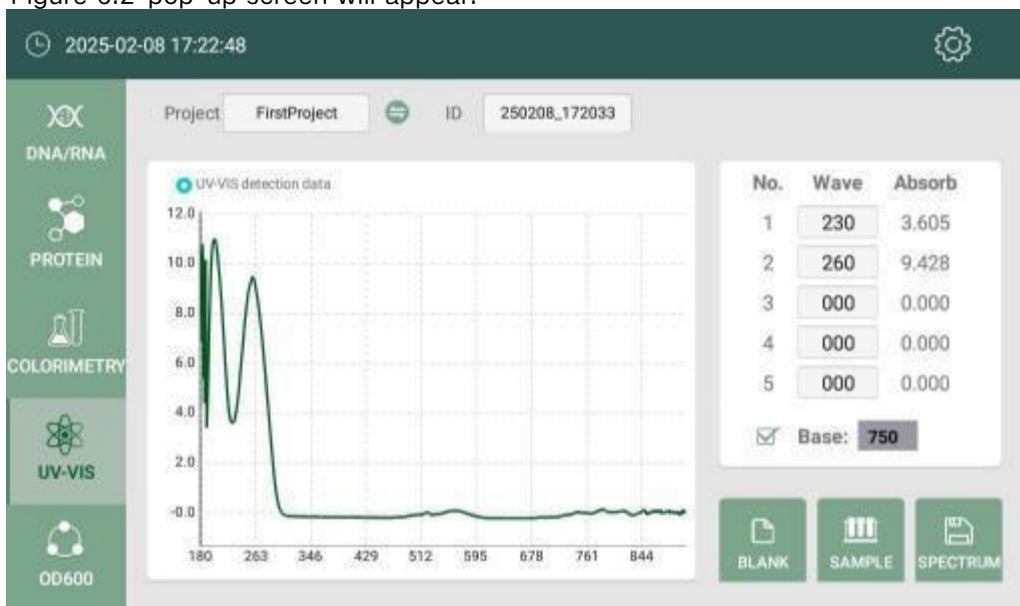 Figure 6.2 pop-up screen will appear.
2025-02-08 17:22:48
DNA/RNA
PROTEIN
COLORIMETRY
UV-VIS
OD600
Project FirstProject ID 250208_172033
UV-VIS detection data
12.0
10.0
8.0
6.0
4.0
2.0
-0.0
180 263 346 429 512 595 678 761 844
No. Wave Absorb
1 230 3.605
2 260 9.428
3 000 0.000
4 000 0.000
5 000 0.000
Base: 750
BLANK SAMPLE SPECTRUM